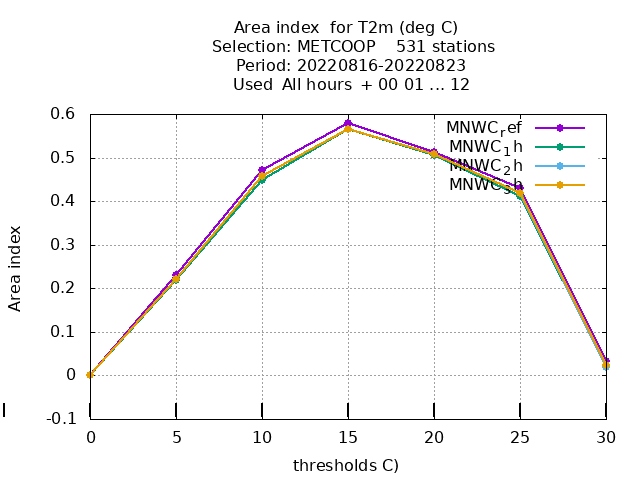 Area index  for T2m (deg C)
Selection: METCOOP    531 stations
Period: 20220816-20220823
Used  All hours  + 00 01 ... 12
0.6
0.5
0.4
0.3
0.2
0.1
0
-0.1
Area index
MNWC_ref
MNWC_1h
MNWC_2h
MNWC_3h
0 5 10 15 20 25 30
thresholds C)